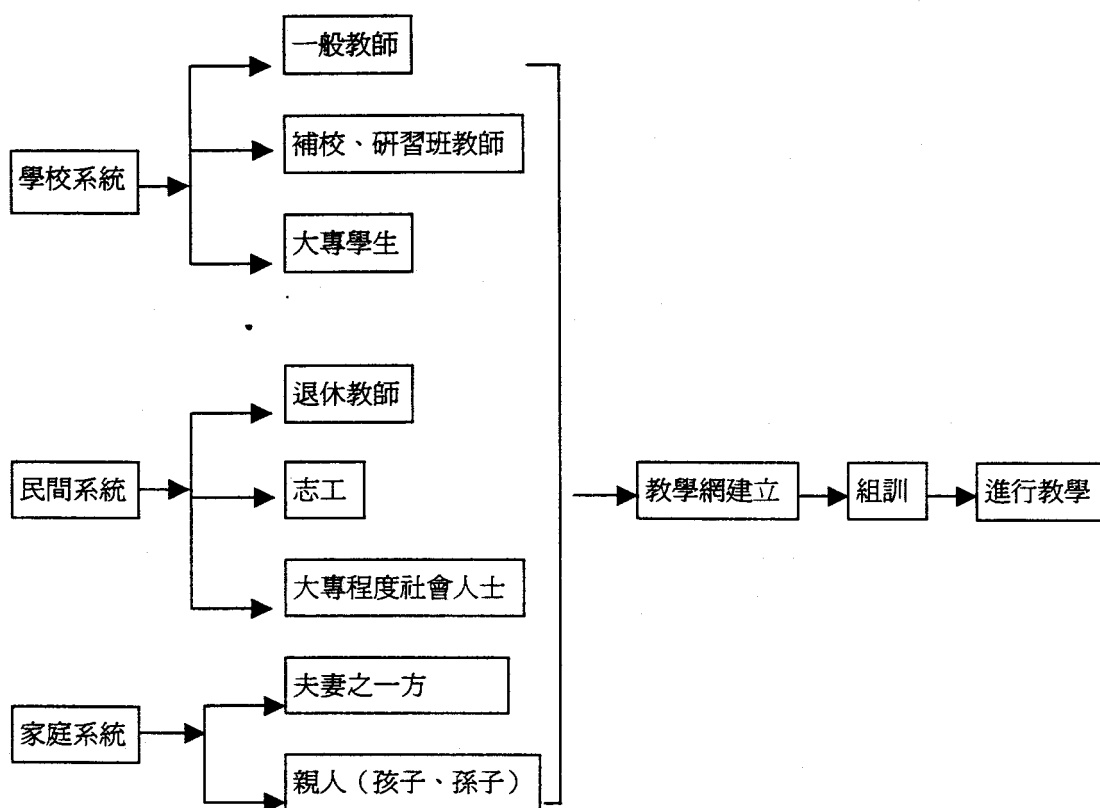 學校系統
一般教師
補校、研習班教師
大專學生
民間系統
退休教師
志工
大專程度社會人士
家庭系統
夫妻之一方
親人（孩子、孫子）
教學網建立
組訓
進行教學